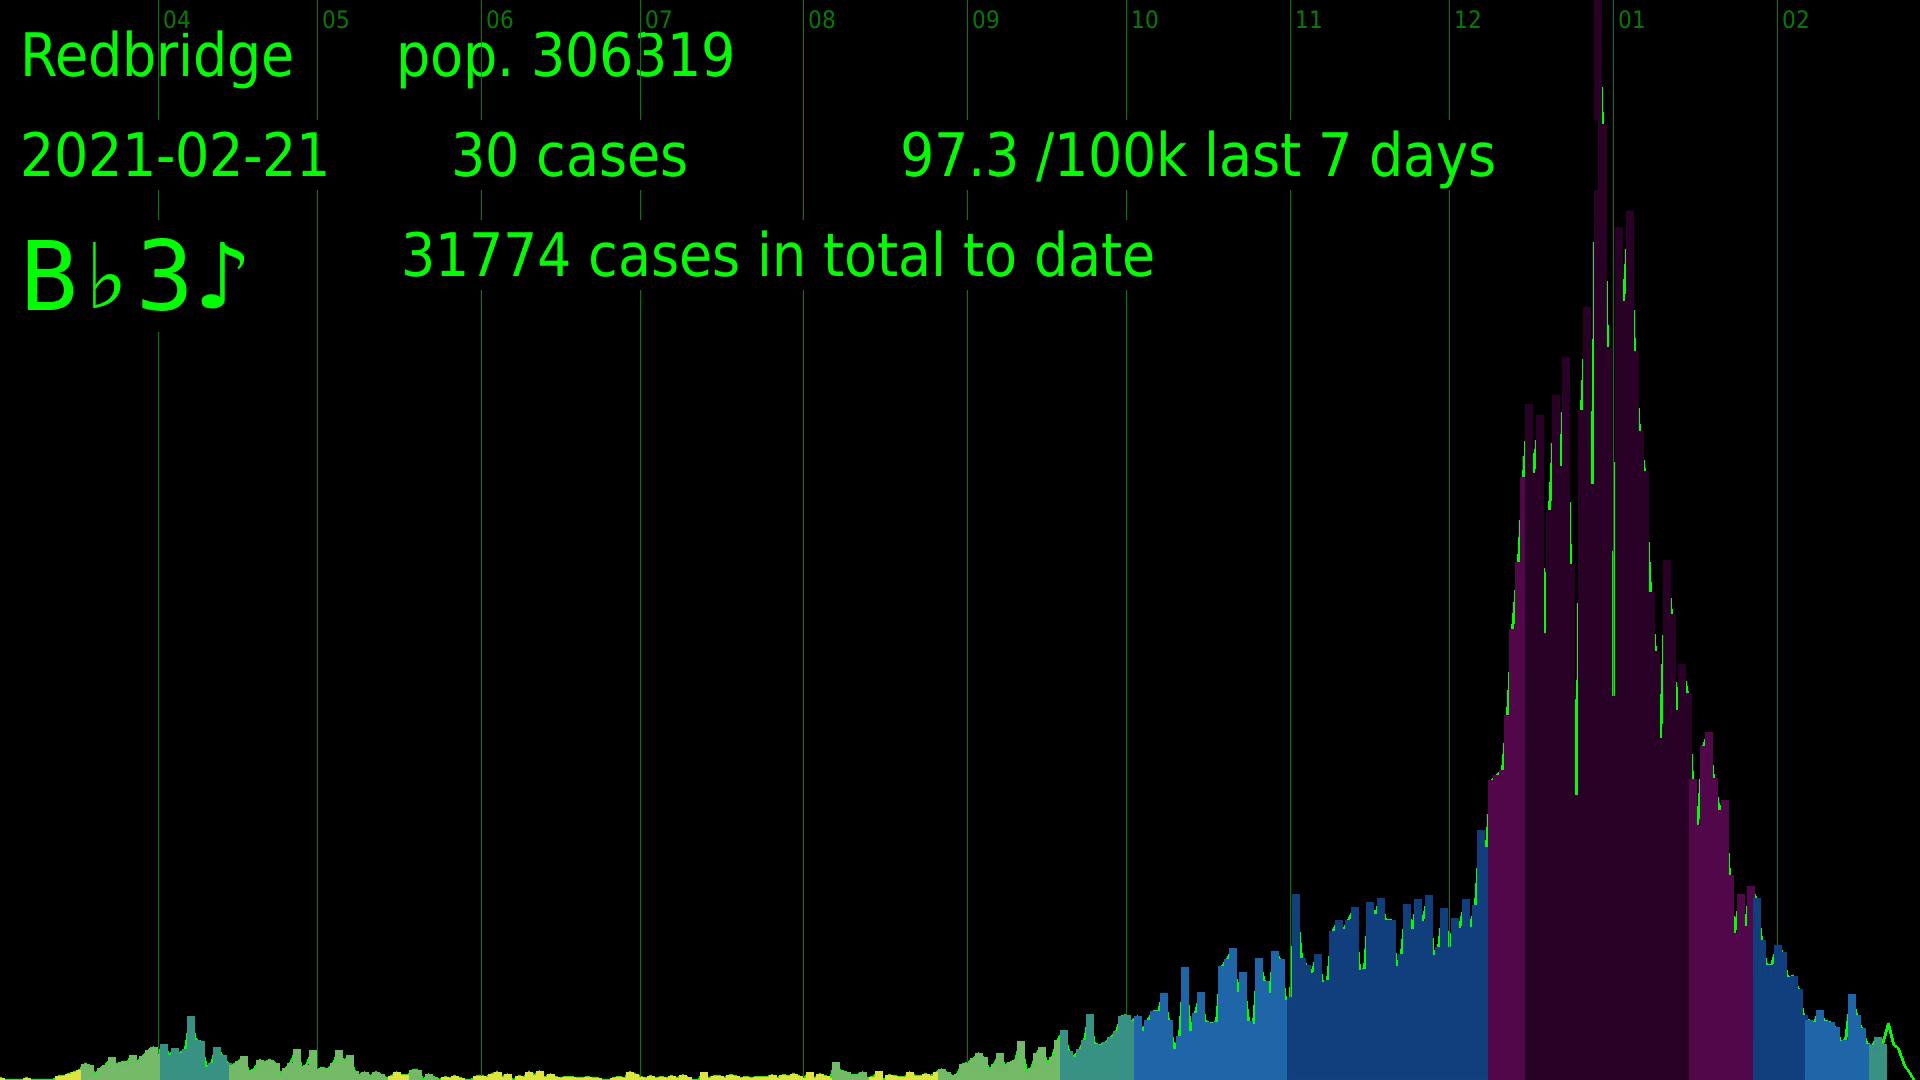 04 05 06 07 08 09 10 11 12 01 02
Redbridge pop. 306319
2021-02-21 30 cases 97.3 /100k last 7 days
B♭3♪ 31774 cases in total to date